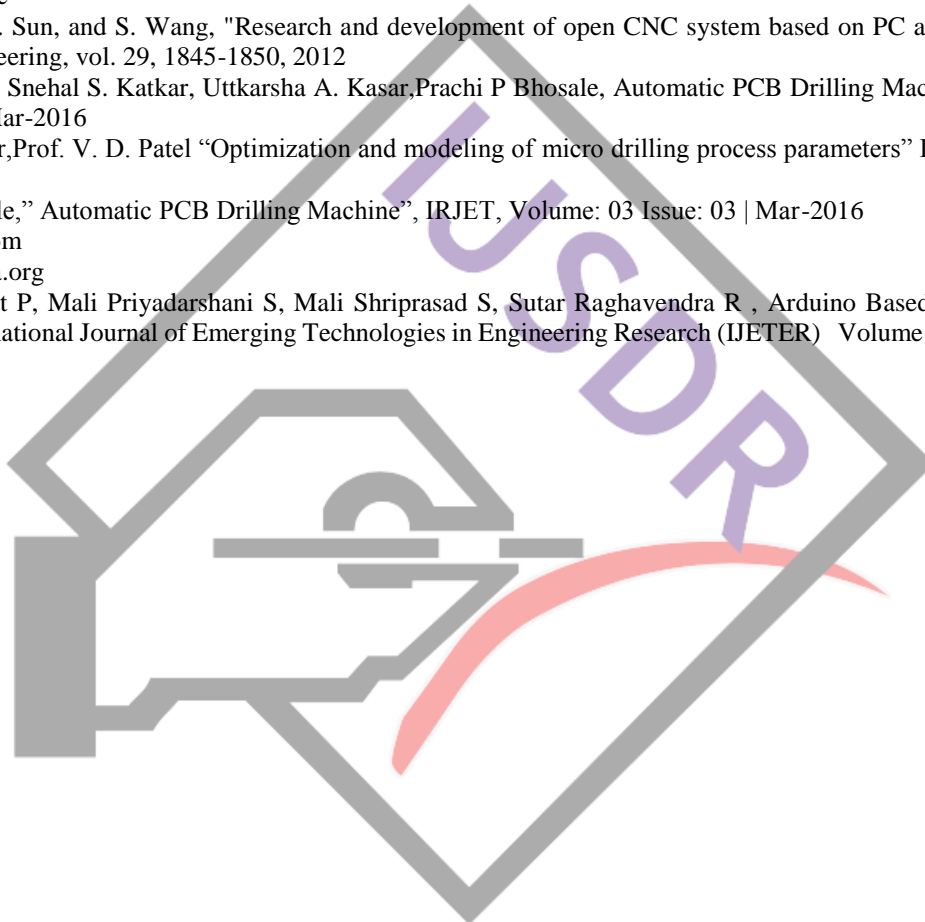 . Sun, and S. Wang, "Research and development of open CNC system based on PC a
eering, vol. 29, 1845-1850, 2012
Snehal S. Katkar, Uttkarsha A. Kasar,Prachi P Bhosale, Automatic PCB Drilling Mac
Mar-2016
r,Prof. V. D. Patel “Optimization and modeling of micro drilling process parameters”
le,” Automatic PCB Drilling Machine”, IRJET, Volume: 03 Issue: 03 | Mar-2016
om
a.org
t P, Mali Priyadarshani S, Mali Shriprasad S, Sutar Raghavendra R , Arduino Based
national Journal of Emerging Technologies in Engineering Research (IJETER) Volume
IJSDR